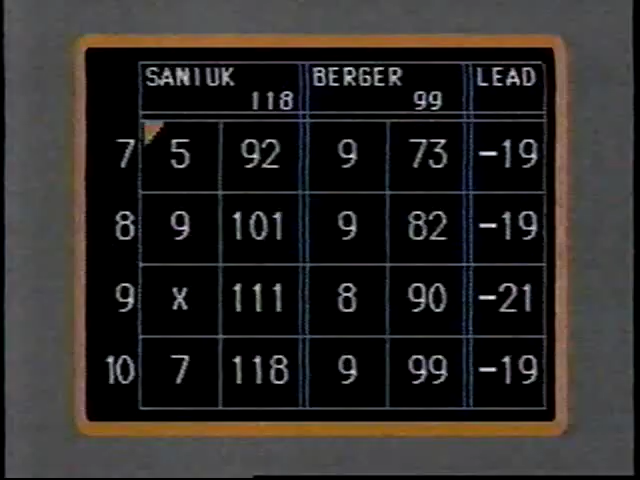 SANIUK BERGER LEAD
118 99
7 5 92 9 73 -19
8 9 101 9 82 -19
9 x 111 8 90 -21
10 7 118 9 99 -19